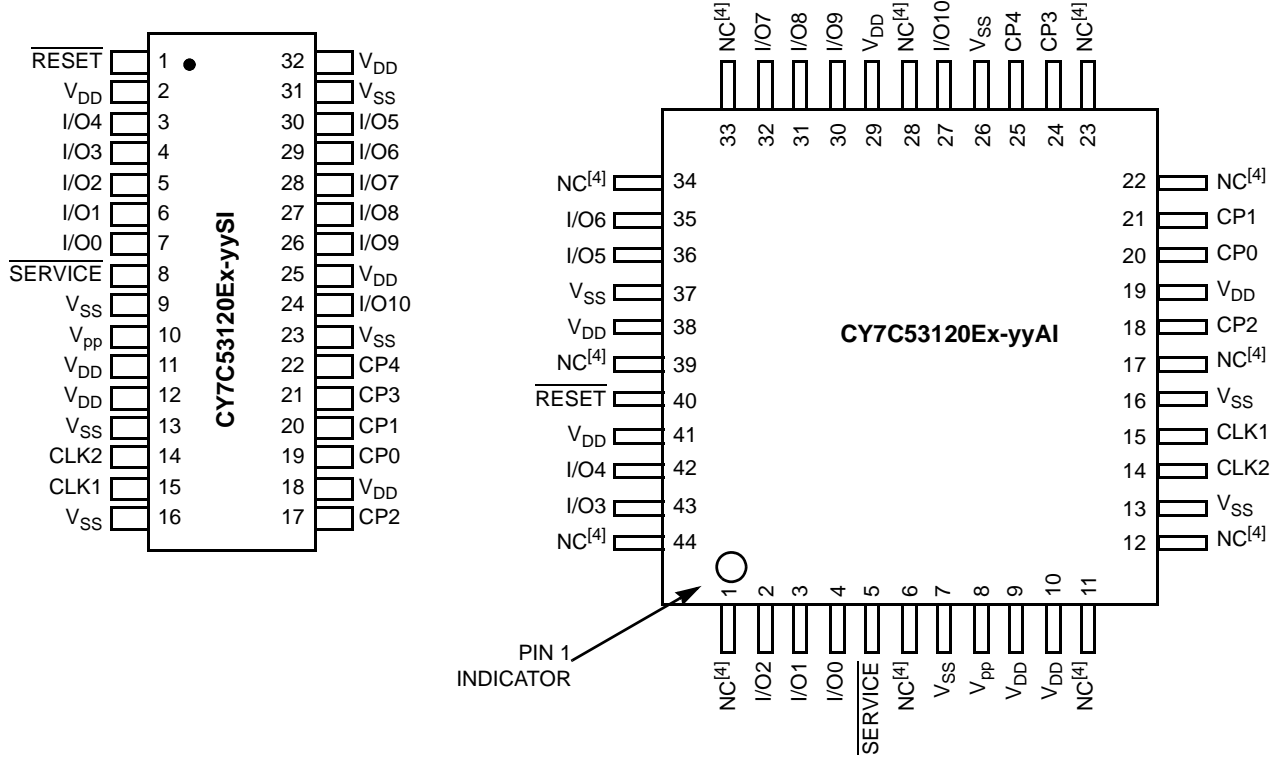 RESET 1 32 VDD
VDD 2 31 VSS
I/O4 3 30 I/O5
I/O3 4 29 I/O6
I/O2 5 28 I/O7
I/O1 6 27 I/O8
I/O0 7 26 I/O9
SERVICE 8 25 VDD
VSS 9 24 I/O10
Vpp 10 23 VSS
VDD 11 22 CP4
VDD 12 21 CP3
VSS 13 20 CP1
CLK2 14 19 CP0
CLK1 15 18 VDD
VSS 16 17 CP2
CY7C53120Ex-yySI
NC[4] I/O7 I/O8 I/O9 VDD NC[4] I/O10 VSS CP4 CP3 NC[4]
33 32 31 30 29 28 27 26 25 24 23
NC[4] 34 22 NC[4]
I/O6 35 21 CP1
I/O5 36 20 CP0
VSS 37 19 VDD
VDD 38 18 CP2
NC[4] 39 17 NC[4]
RESET 40 16 VSS
VDD 41 15 CLK1
I/O4 42 14 CLK2
I/O3 43 13 VSS
NC[4] 44 12 NC[4]
CY7C53120Ex-yyAI
1 2 3 4 5 6 7 8 9 10 11
NC[4] I/O2 I/O1 I/O0 SERVICE NC[4] VSS Vpp VDD VDD NC[4]
PIN 1
INDICATOR